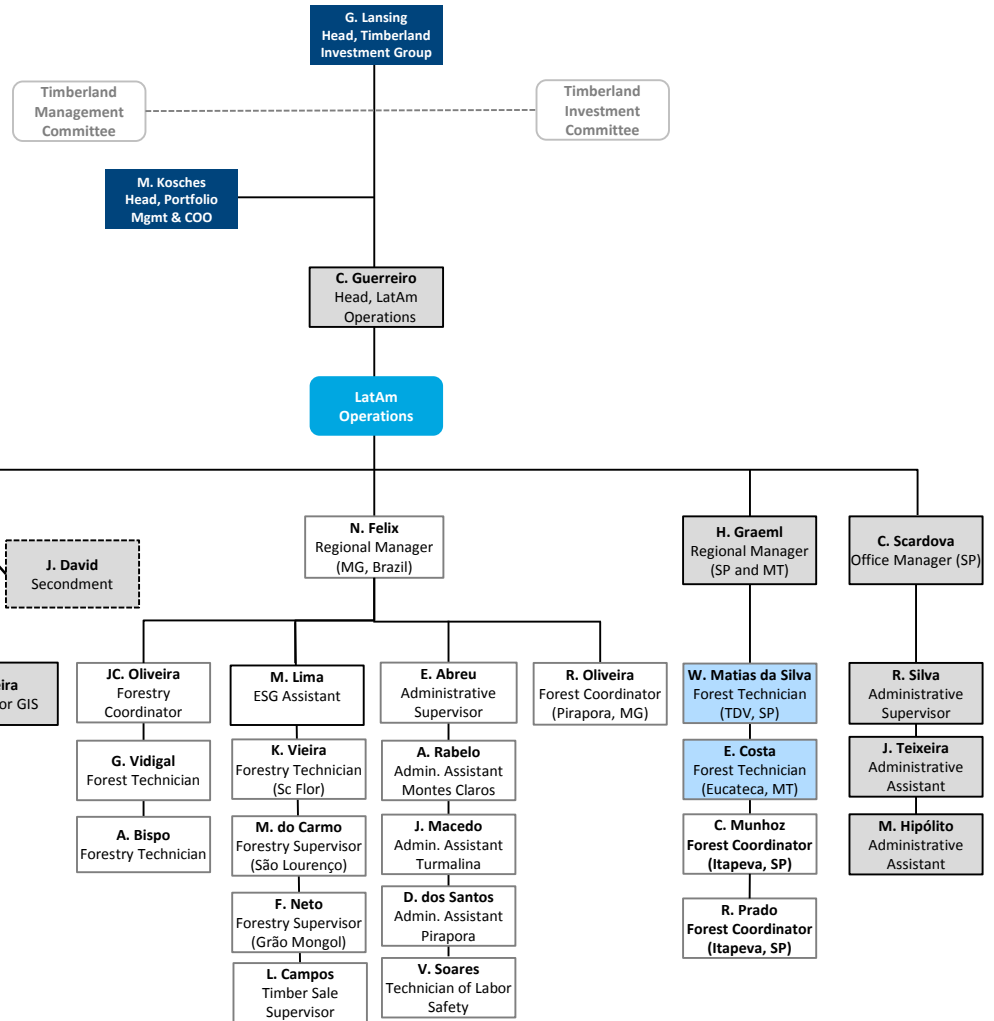 G. Lansing
Head, Timberland
Investment Group
Timberland
Management
Committee
Timberland
Investment
Committee
M. Kosches
Head, Portfolio
Mgmt & COO
C. Guerreiro
Head, LatAm
Operations
LatAm
Operations
J. David
Secondment
N. Felix
Regional Manager
(MG, Brazil)
H. Graeml
Regional Manager
(SP and MT)
C. Scardova
Office Manager (SP)
eira
or GIS
JC. Oliveira
Forestry
Coordinator
G. Vidigal
Forest Technician
A. Bispo
Forestry Technician
M. Lima
ESG Assistant
K. Vieira
Forestry Technician
(Sc Flor)
M. do Carmo
Forestry Supervisor
(São Lourenço)
F. Neto
Forestry Supervisor
(Grão Mongol)
L. Campos
Timber Sale
Supervisor
E. Abreu
Administrative
Supervisor
A. Rabelo
Admin. Assistant
Montes Claros
J. Macedo
Admin. Assistant
Turmalina
D. dos Santos
Admin. Assistant
Pirapora
V. Soares
Technician of Labor
Safety
R. Oliveira
Forest Coordinator
(Pirapora, MG)
W. Matias da Silva
Forest Technician
(TDV, SP)
E. Costa
Forest Technician
(Eucateca, MT)
C. Munhoz
Forest Coordinator
(Itapeva, SP)
R. Prado
Forest Coordinator
(Itapeva, SP)
R. Silva
Administrative
Supervisor
J. Teixeira
Administrative
Assistant
M. Hipólito
Administrative
Assistant